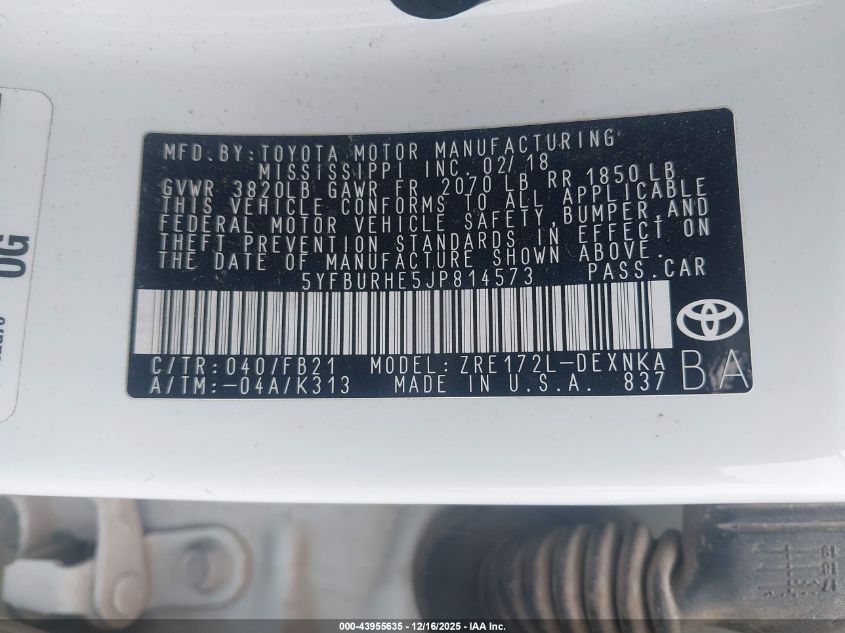 MFD.BY:TOYOTA MOTOR MANUFACTURING
MISSISSIPPI INC. 02/18
GVWR 3820LB GAWR FR 2070 LB RR 1850 LB
THIS VEHICLE CONFORMS TO ALL APPLICABLE
FEDERAL MOTOR VEHICLE SAFETY,BUMPER,AND
THEFT PREVENTION STANDARDS IN EFFECT ON
THE DATE OF MANUFACTURE SHOWN ABOVE.
5YFBURHE5JP814573 PASS.CAR
C/TR:040/FB21 MODEL:ZRE172L-DEXNKA
A/TM:-04A/K313 MADE IN U.S.A. 837
BA
OG
000-43955635 - 12/16/2025 - IAA Inc.